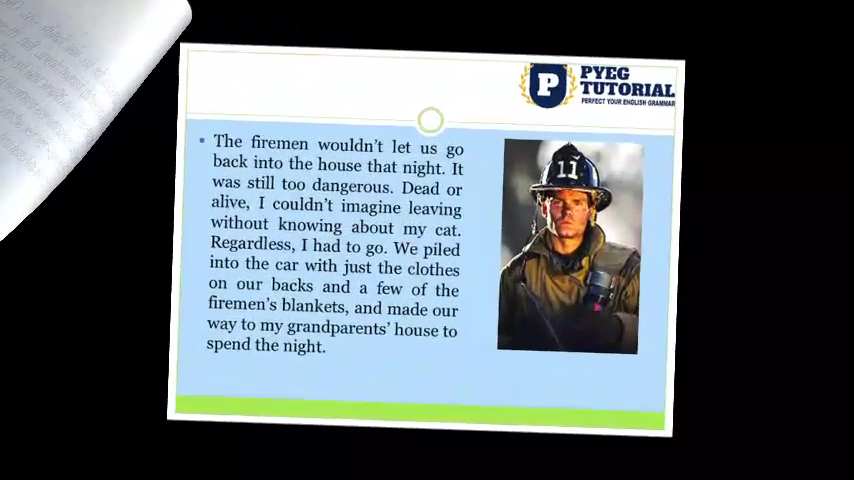 P
PYEG
TUTORIAL
PERFECT YOUR ENGLISH GRAMMAR
The firemen wouldn't let us go
back into the house that night. It
was still too dangerous. Dead or
alive, I couldn't imagine leaving
without knowing about my cat.
Regardless, I had to go. We piled
into the car with just the clothes
on our backs and a few of the
firemen's blankets, and made our
way to my grandparents' house to
spend the night.
11